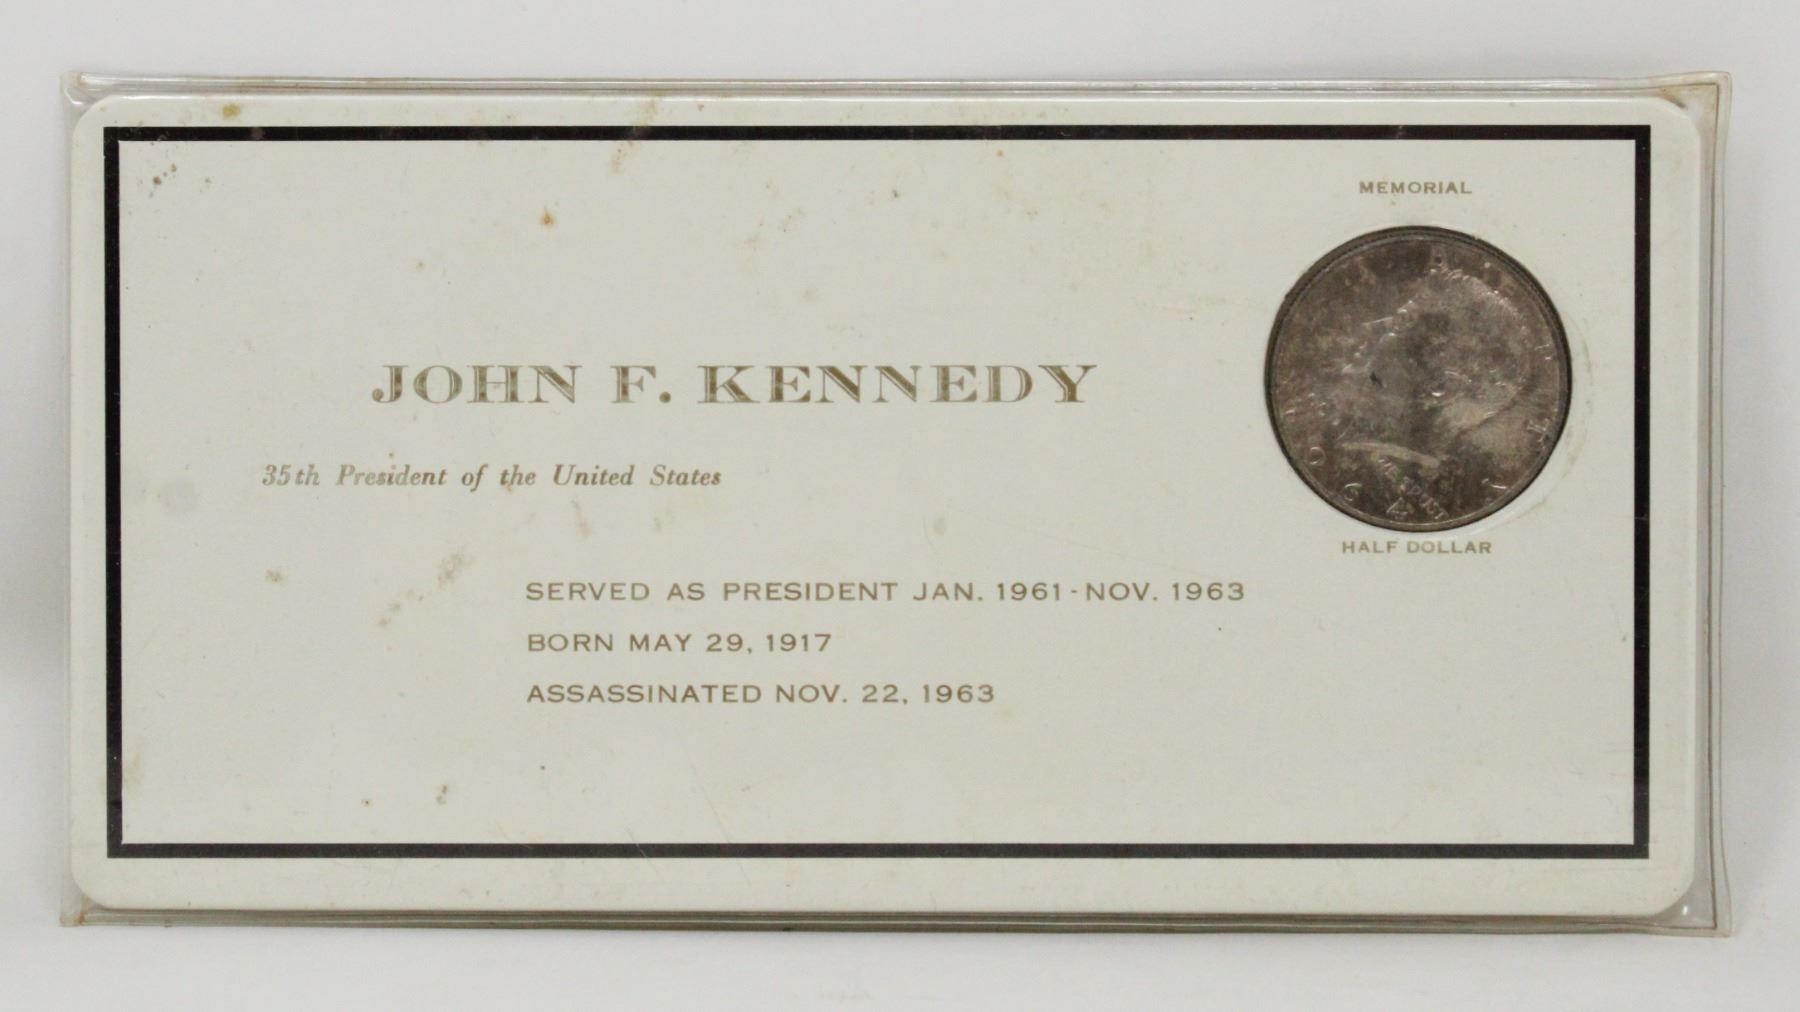 MEMORIAL
JOHN F. KENNEDY
35th President of the United States
HALF DOLLAR
SERVED AS PRESIDENT JAN. 1961 - NOV. 1963
BORN MAY 29, 1917
ASSASSINATED NOV. 22, 1963